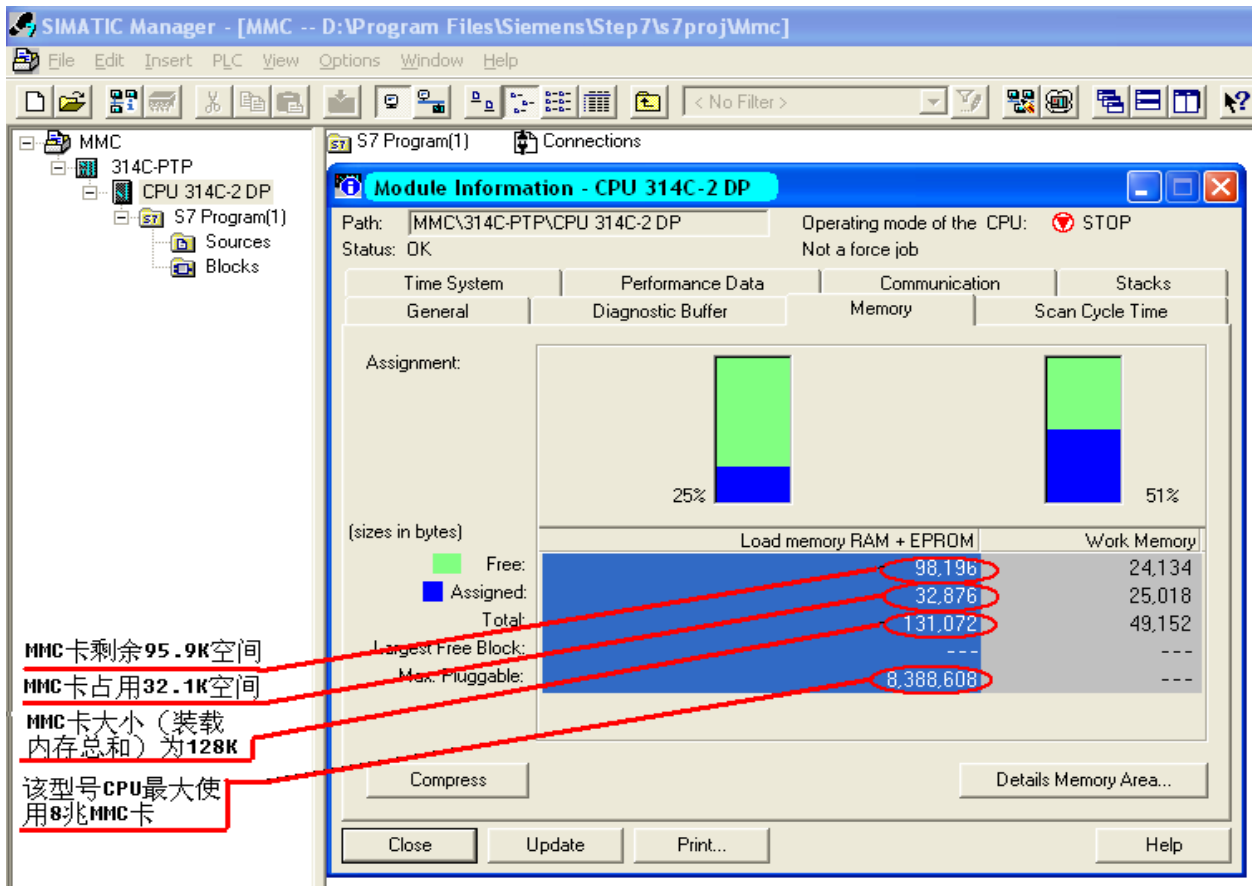 SIMATIC Manager - [MMC -- D:\Program Files\Siemens\Step7\s7proj\Mmc]
File Edit Insert PLC View Options Window Help
< No Filter >
MMC
314C-PTP
CPU 314C-2 DP
S7 Program(1)
Sources
Blocks
S7 Program(1) Connections
Module Information - CPU 314C-2 DP
Path: MMC\314C-PTP\CPU 314C-2 DP Operating mode of the CPU: STOP
Status: OK Not a force job
Time System Performance Data Communication Stacks
General Diagnostic Buffer Memory Scan Cycle Time
Assignment:
25% 51%
(sizes in bytes) Load memory RAM + EPROM Work Memory
Free: 98,196 24,134
Assigned: 32,876 25,018
Total: 131,072 49,152
Largest Free Block: --- ---
Max. Pluggable: 8,388,608 ---
MMC卡剩余95.9K空间
MMC卡占用32.1K空间
MMC卡大小（装载
内存总和）为128K
该型号CPU最大使
用8兆MMC卡
Compress Details Memory Area...
Close Update Print... Help